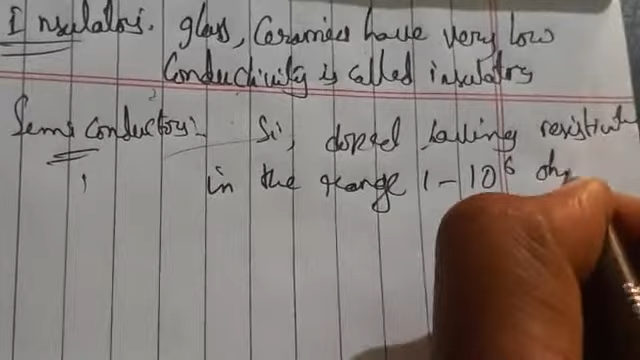 Insulators. glass, Ceramics have very low
Conductivity is called insulators
Semi conductors:- Si, doped having resistivity
in the range 1-10⁶ ohm